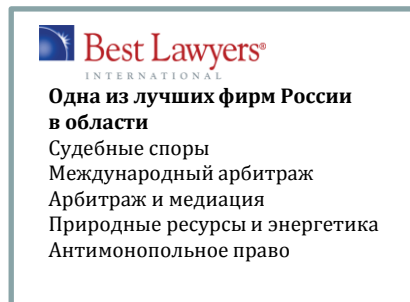 Best Lawyers®
INTERNATIONAL
Одна из лучших фирм России
в области
Судебные споры
Международный арбитраж
Арбитраж и медиация
Природные ресурсы и энергетика
Антимонопольное право